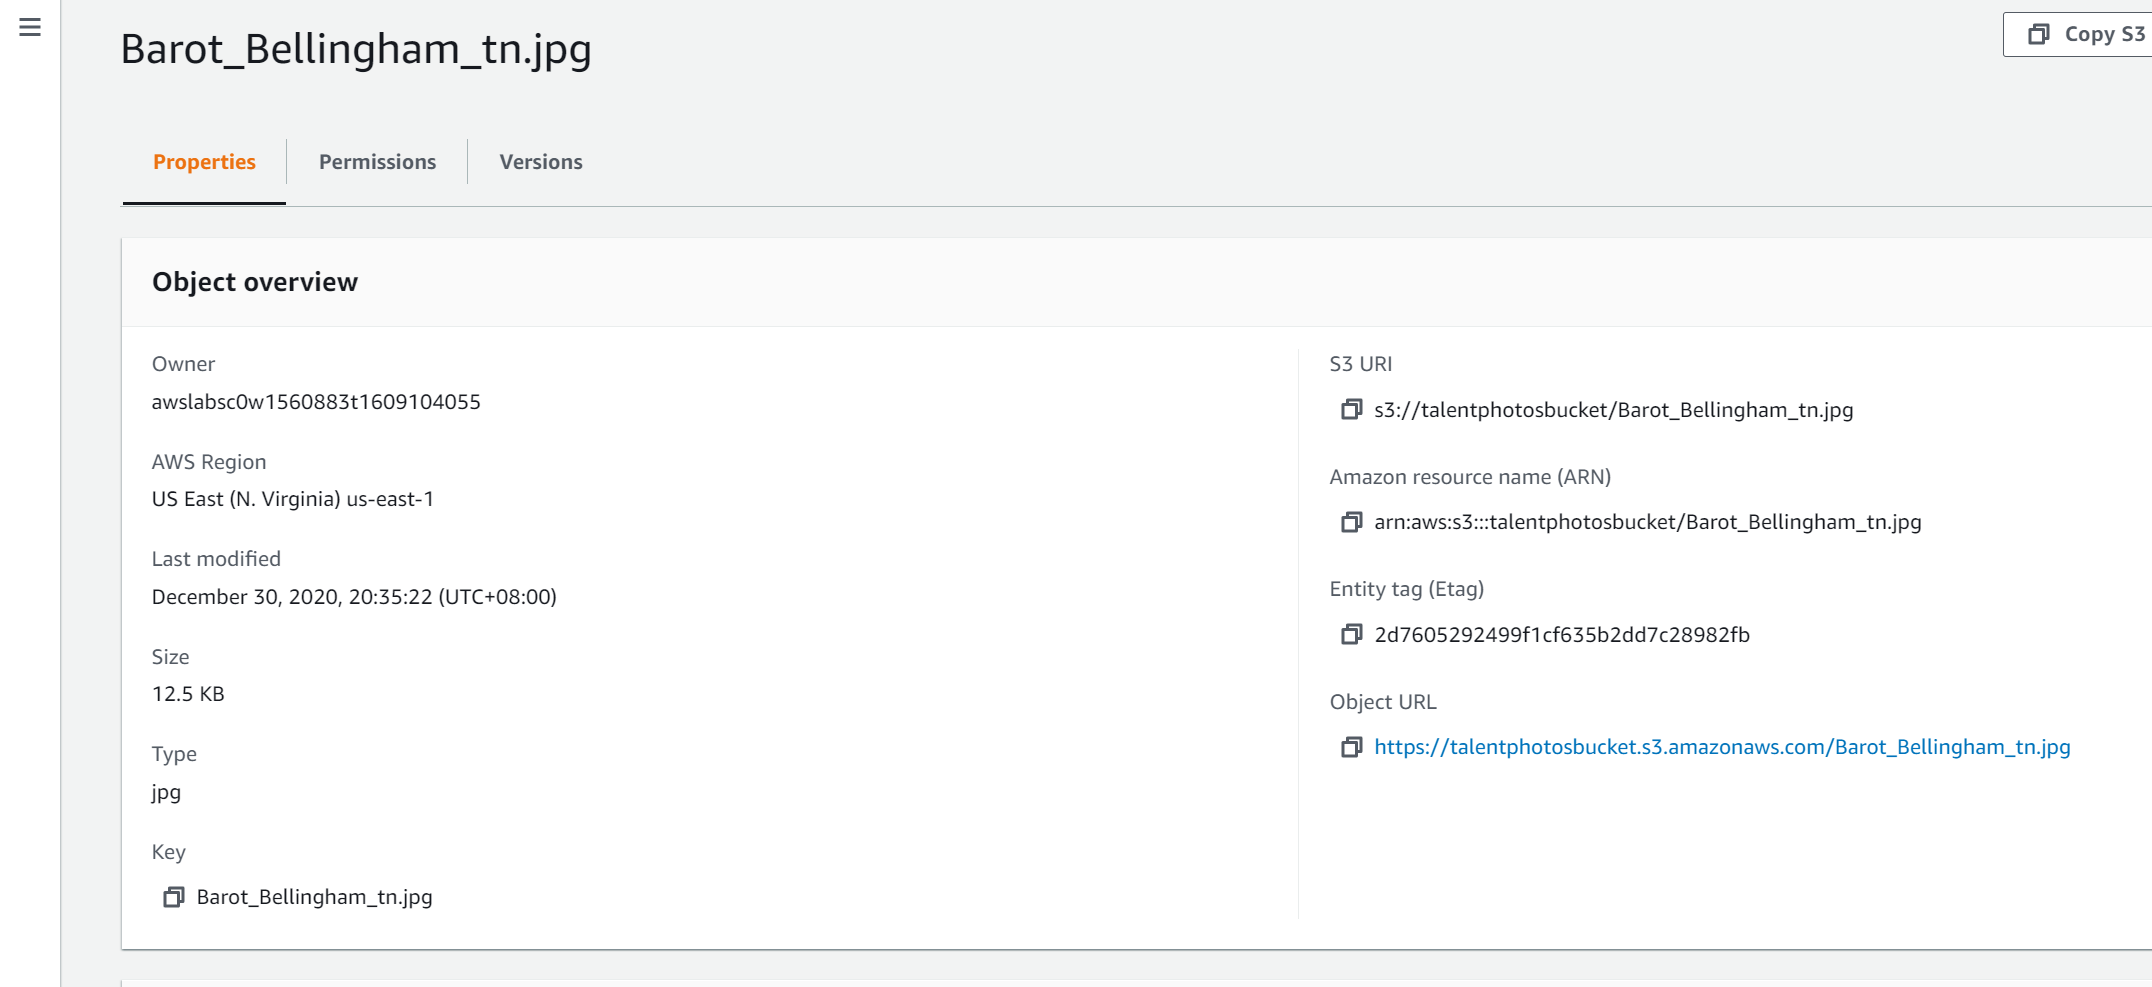 Barot_Bellingham_tn.jpg
Copy S3
Properties
Permissions
Versions
Object overview
Owner
awslabsc0w1560883t1609104055
AWS Region
US East (N. Virginia) us-east-1
Last modified
December 30, 2020, 20:35:22 (UTC+08:00)
Size
12.5 KB
Type
jpg
Key
Barot_Bellingham_tn.jpg
S3 URI
s3://talentphotosbucket/Barot_Bellingham_tn.jpg
Amazon resource name (ARN)
arn:aws:s3:::talentphotosbucket/Barot_Bellingham_tn.jpg
Entity tag (Etag)
2d7605292499f1cf635b2dd7c28982fb
Object URL
https://talentphotosbucket.s3.amazonaws.com/Barot_Bellingham_tn.jpg